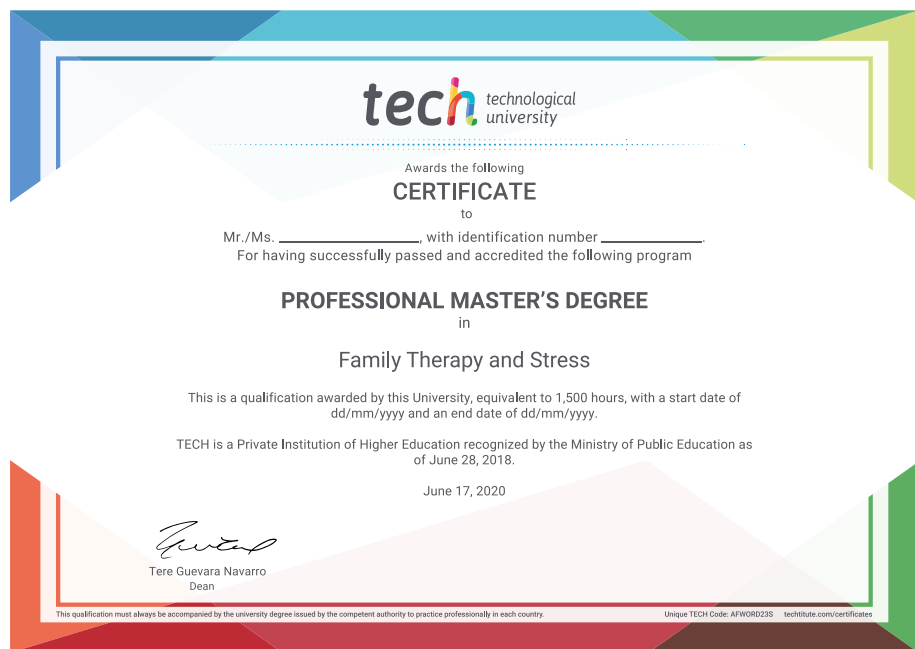 tech technological
university
Awards the following
CERTIFICATE
to
Mr./Ms. ____________________, with identification number ______________.
For having successfully passed and accredited the following program
PROFESSIONAL MASTER'S DEGREE
in
Family Therapy and Stress
This is a qualification awarded by this University, equivalent to 1,500 hours, with a start date of
dd/mm/yyyy and an end date of dd/mm/yyyy.
TECH is a Private Institution of Higher Education recognized by the Ministry of Public Education as
of June 28, 2018.
June 17, 2020
Tere Guevara Navarro
Dean
This qualification must always be accompanied by the university degree issued by the competent authority to practice professionally in each country. Unique TECH Code: AFWORD23S techtitute.com/certificates